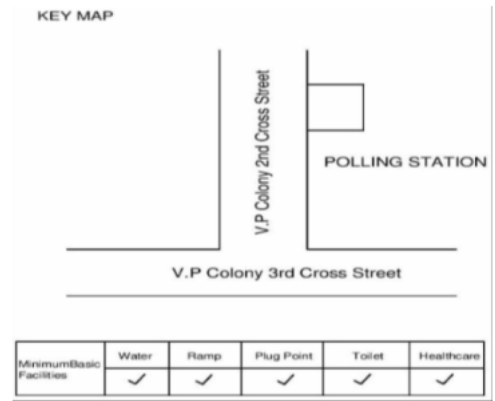 KEY MAP
V.P Colony 2nd Cross Street
POLLING STATION
V.P Colony 3rd Cross Street
MinimumBasic Facilities
Water
Ramp
Plug Point
Toilet
Healthcare
✓ ✓ ✓ ✓ ✓